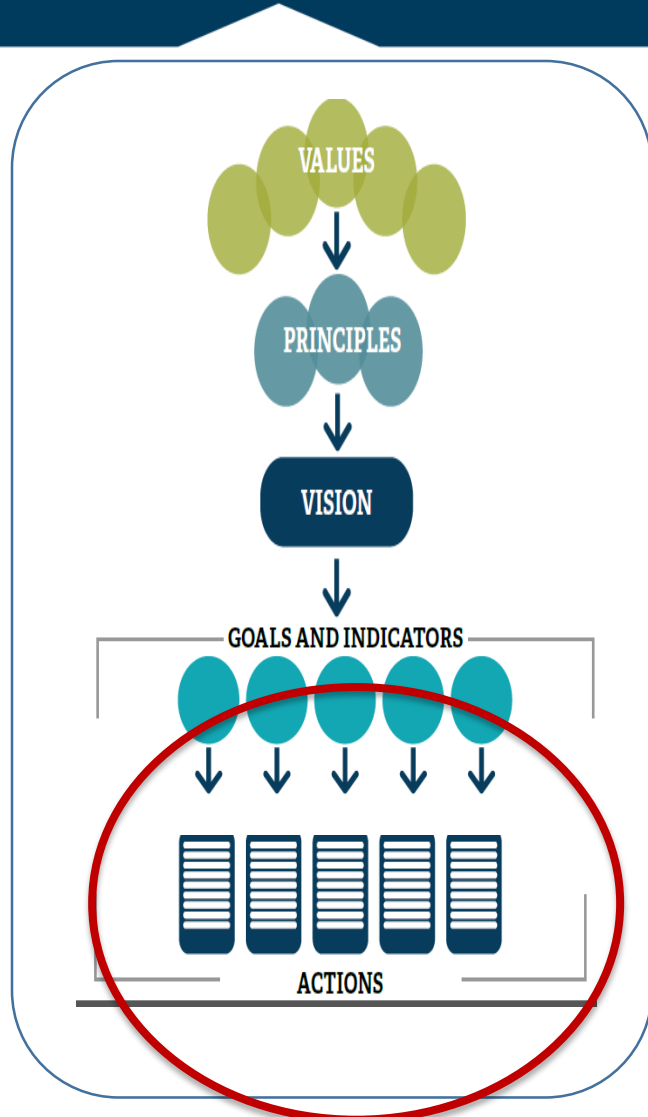 VALUES
PRINCIPLES
VISION
GOALS AND INDICATORS
ACTIONS